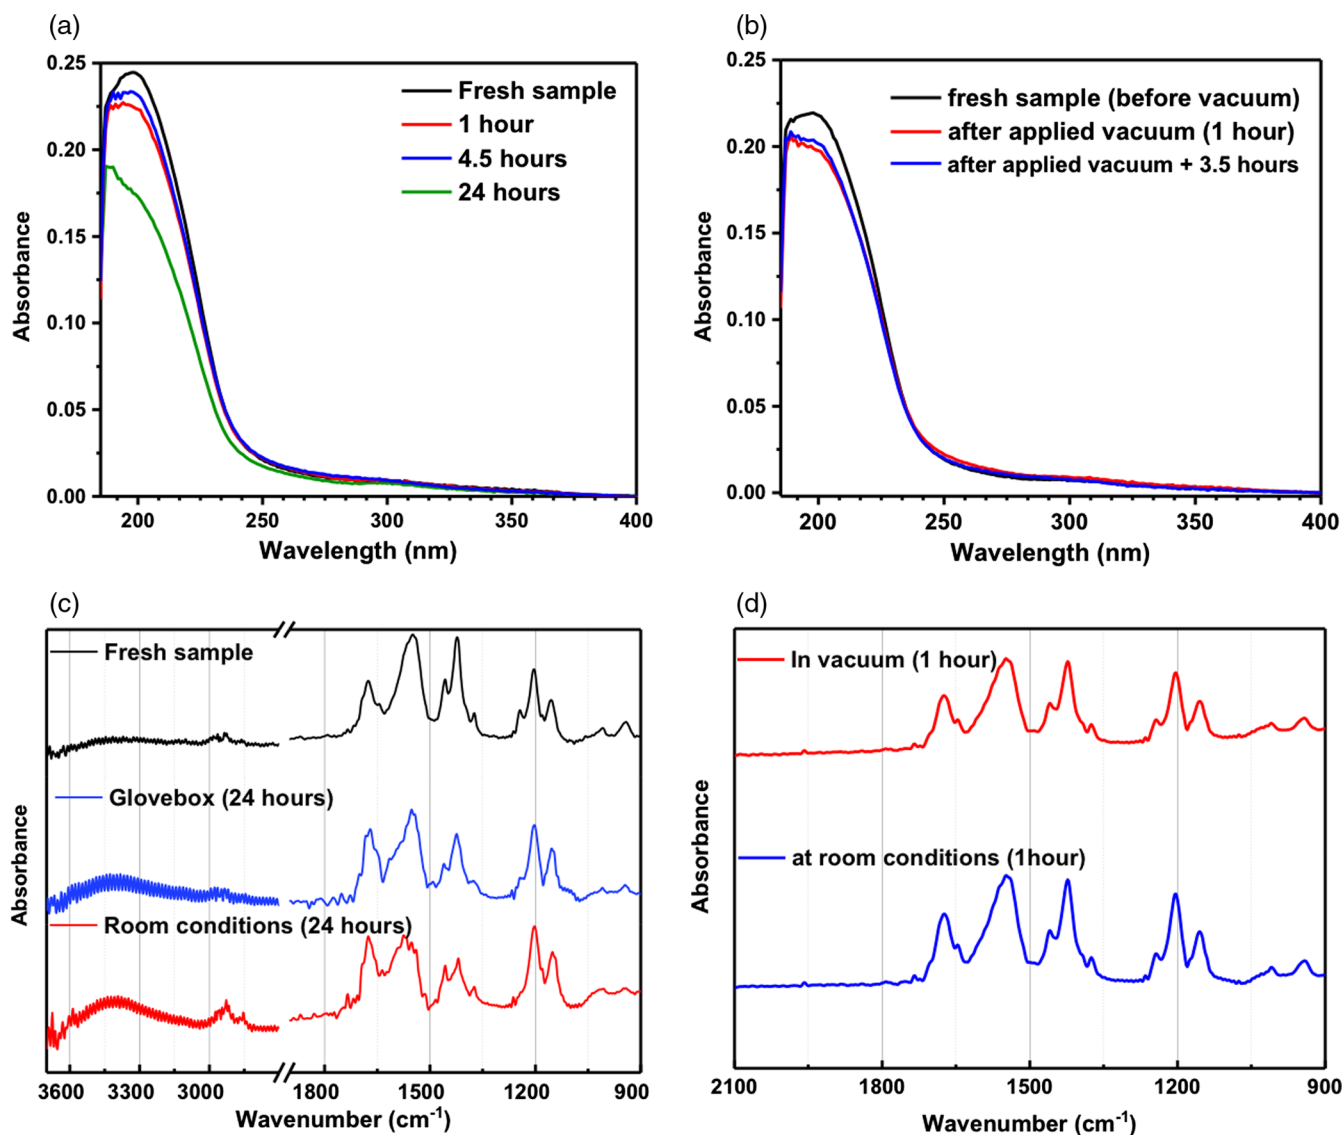 (a)
0.25
0.20
0.15
0.10
0.05
0.00
Absorbance
Fresh sample
1 hour
4.5 hours
24 hours
200 250 300 350 400
Wavelength (nm)
(b)
0.25
0.20
0.15
0.10
0.05
0.00
Absorbance
fresh sample (before vacuum)
after applied vacuum (1 hour)
after applied vacuum + 3.5 hours
200 250 300 350 400
Wavelength (nm)
(c)
Absorbance
Fresh sample
Glovebox (24 hours)
Room conditions (24 hours)
3600 3300 3000 1800 1500 1200 900
Wavenumber (cm⁻¹)
(d)
Absorbance
In vacuum (1 hour)
at room conditions (1hour)
2100 1800 1500 1200 900
Wavenumber (cm⁻¹)